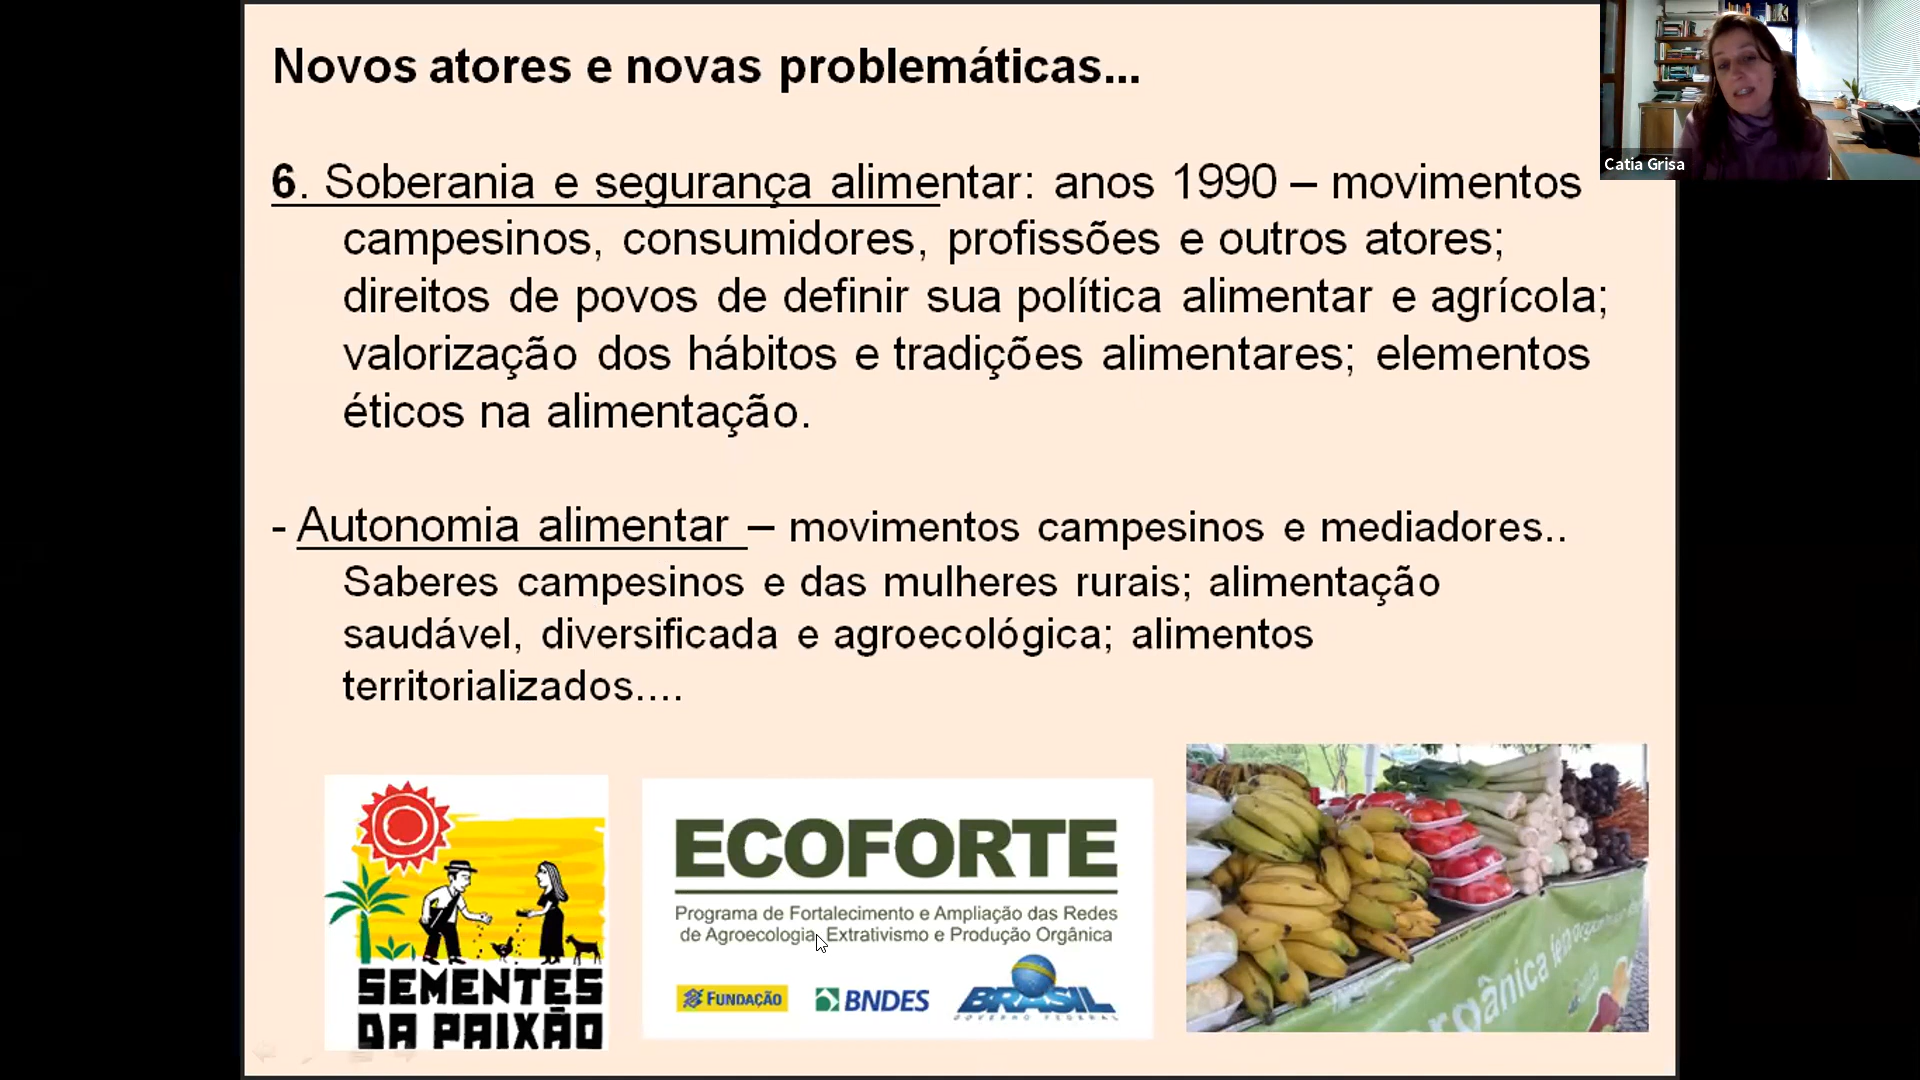 Novos atores e novas problemáticas...
Catia Grisa
6. Soberania e segurança alimentar: anos 1990 – movimentos
campesinos, consumidores, profissões e outros atores;
direitos de povos de definir sua política alimentar e agrícola;
valorização dos hábitos e tradições alimentares; elementos
éticos na alimentação.
- Autonomia alimentar – movimentos campesinos e mediadores..
Saberes campesinos e das mulheres rurais; alimentação
saudável, diversificada e agroecológica; alimentos
territorializados....
SEMENTES
DA PAIXÃO
ECOFORTE
Programa de Fortalecimento e Ampliação das Redes
de Agroecologia, Extrativismo e Produção Orgânica
FUNDAÇÃO
BNDES
BRASIL
GOVERNO FEDERAL
orgânica